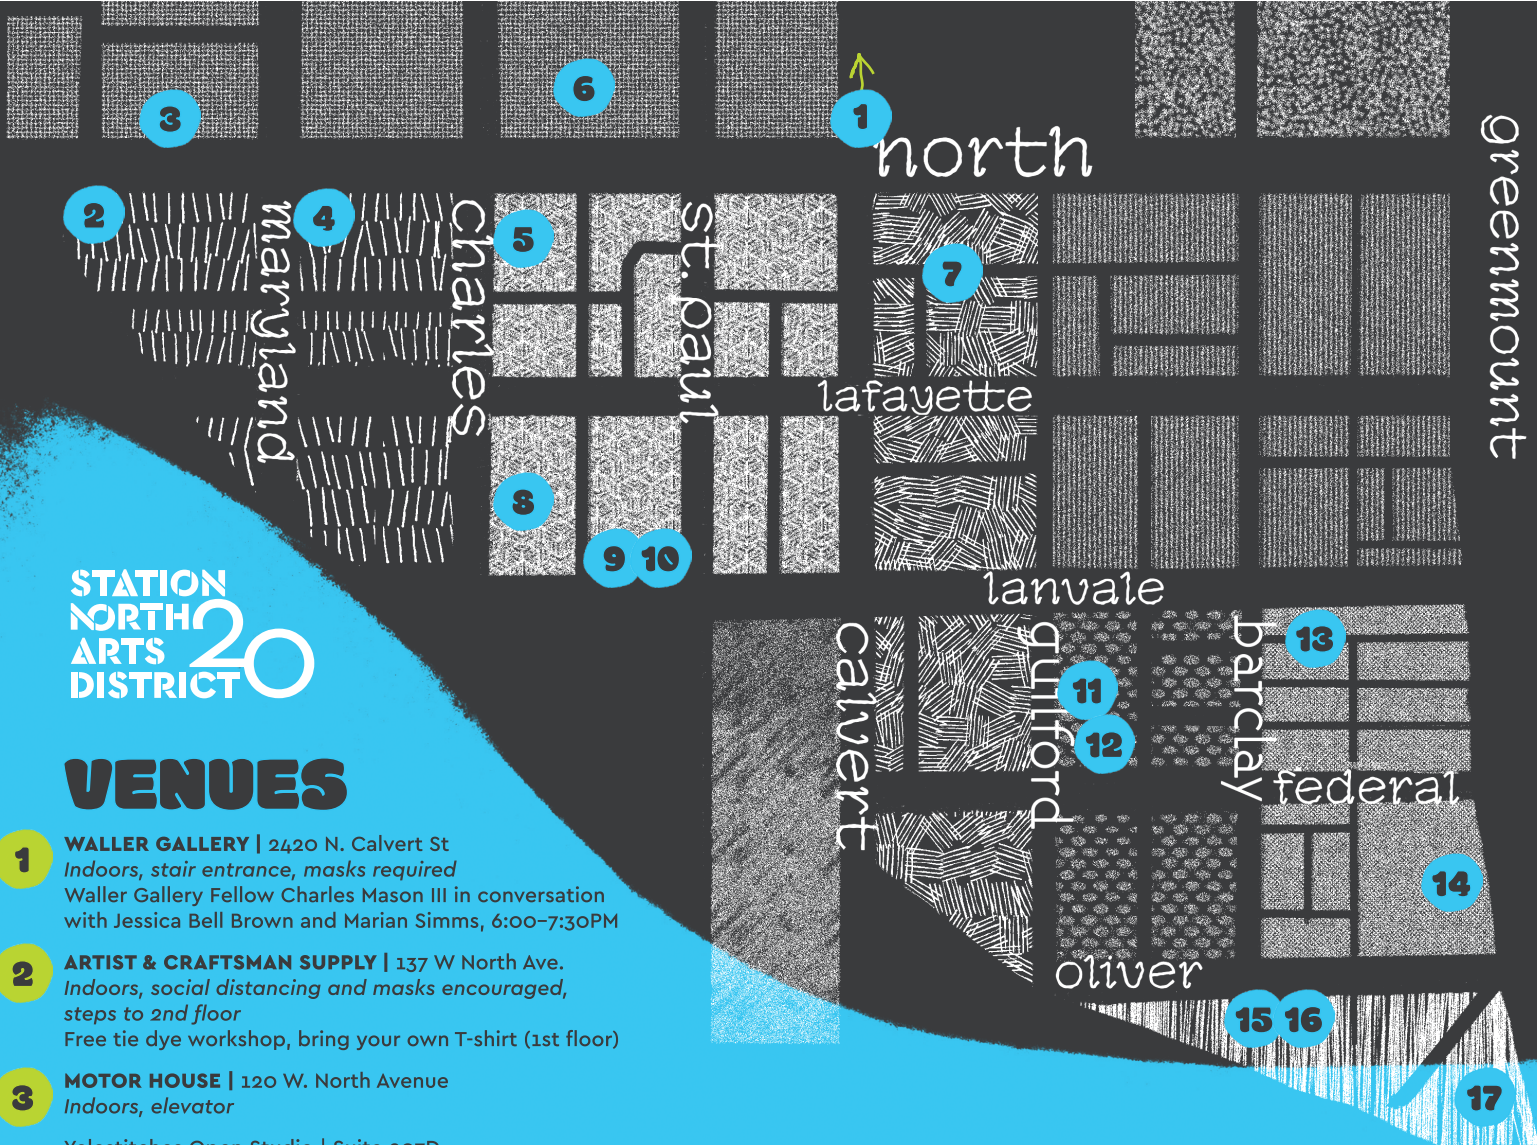 6
3
1
north
greenmount
2
maryland
4
charles
5
st. paul
7
lafayette
8
9
10
lanvale
calvert
guilford
11
12
barclay
13
federal
14
oliver
15
16
17
STATION
NORTH
ARTS
DISTRICT
20
VENUES
1
WALLER GALLERY | 2420 N. Calvert St
Indoors, stair entrance, masks required
Waller Gallery Fellow Charles Mason III in conversation
with Jessica Bell Brown and Marian Simms, 6:00–7:30PM
2
ARTIST & CRAFTSMAN SUPPLY | 137 W North Ave.
Indoors, social distancing and masks encouraged,
steps to 2nd floor
Free tie dye workshop, bring your own T-shirt (1st floor)
3
MOTOR HOUSE | 120 W. North Avenue
Indoors, elevator